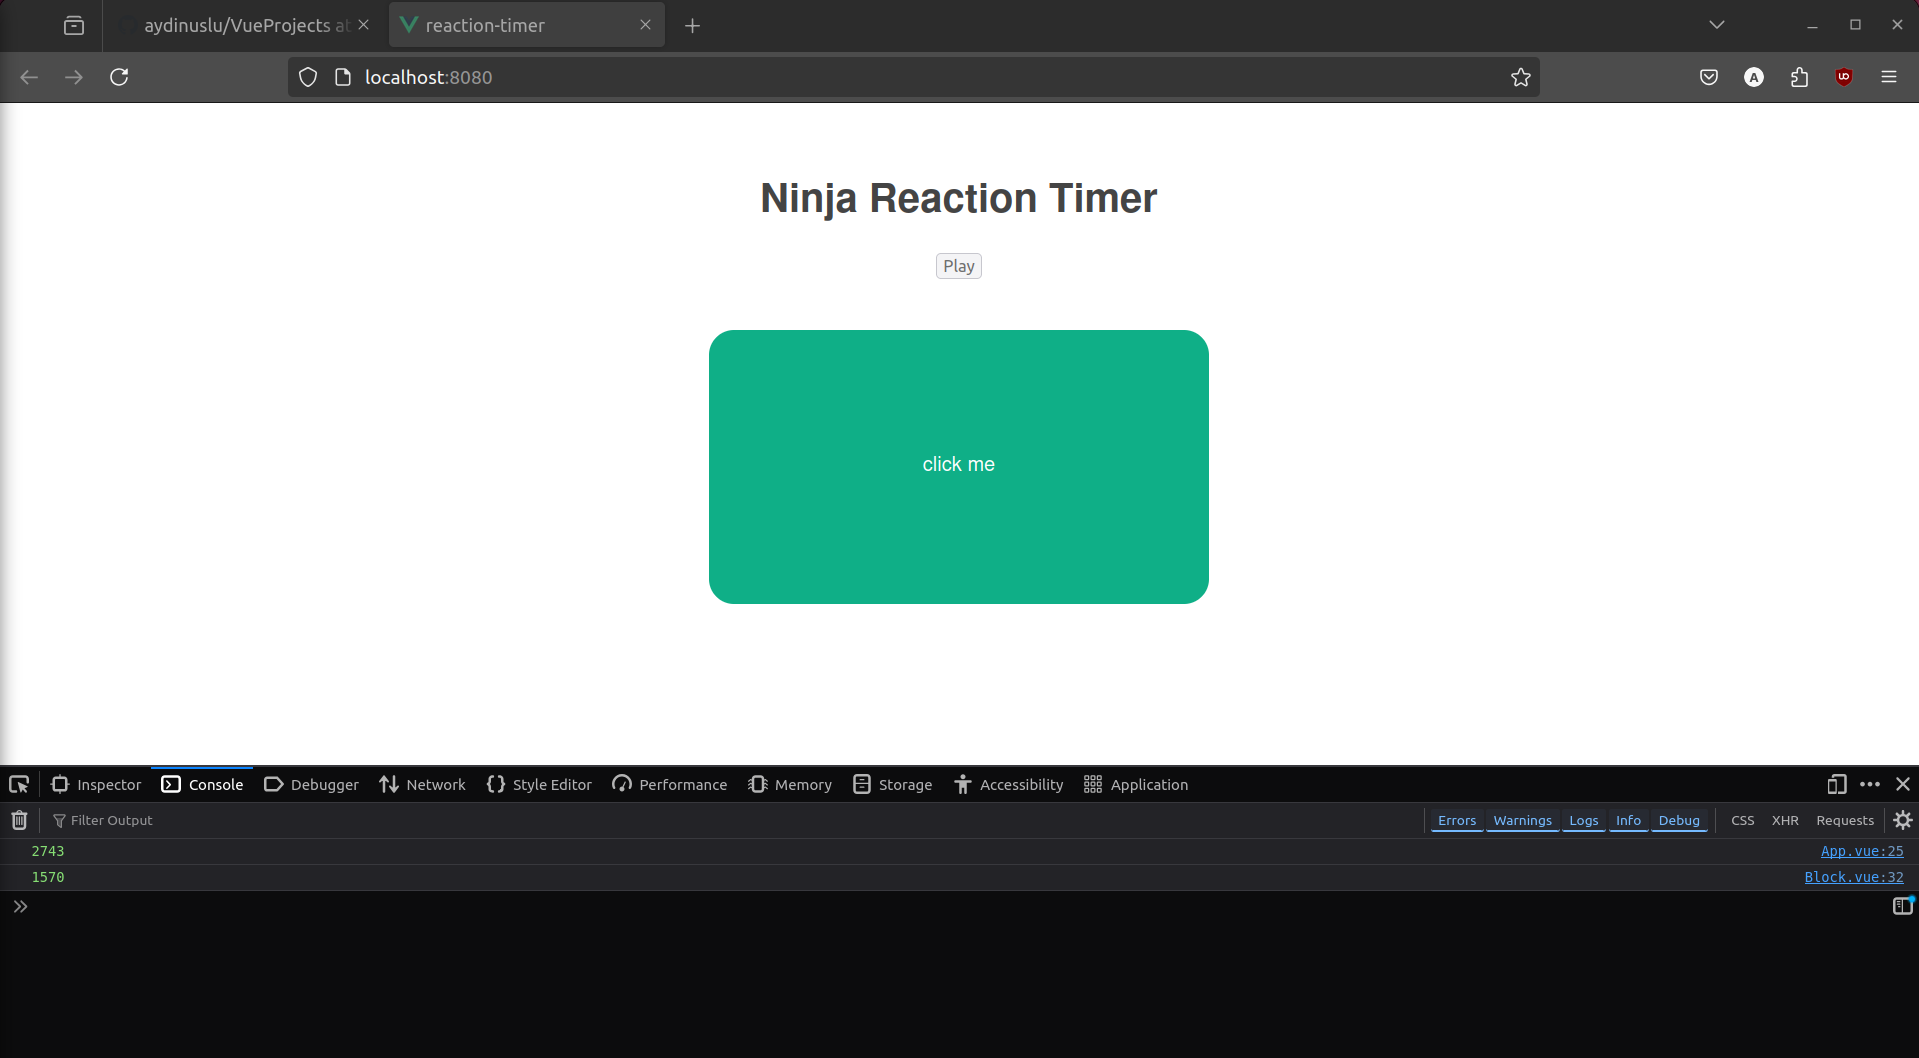 aydinuslu/VueProjects at
reaction-timer
localhost:8080
A
Ninja Reaction Timer
Play
click me
Inspector Console Debugger Network Style Editor Performance Memory Storage Accessibility Application
Filter Output Errors Warnings Logs Info Debug CSS XHR Requests
2743 App.vue:25
1570 Block.vue:32